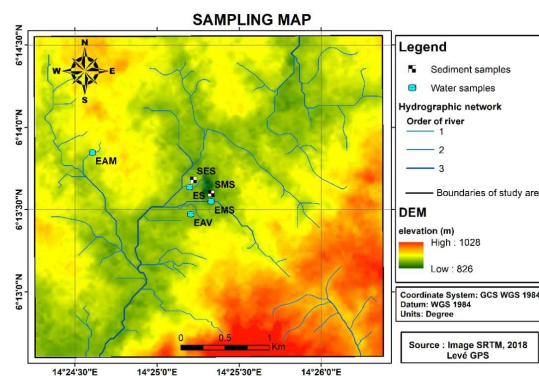 SAMPLING MAP
6°14'30"N
6°14'0"N
6°13'30"N
6°13'0"N
N
W
E
S
EAM
SES
SMS
ES
EMS
EAV
0 0.5 1
Km
14°24'30"E
14°25'0"E
14°25'30"E
14°26'0"E
Legend
Sediment samples
Water samples
Hydrographic network
Order of river
1
2
3
Boundaries of study are
DEM
elevation (m)
High : 1028
Low : 826
Coordinate System: GCS WGS 1984
Datum: WGS 1984
Units: Degree
Source : Image SRTM, 2018
Levé GPS